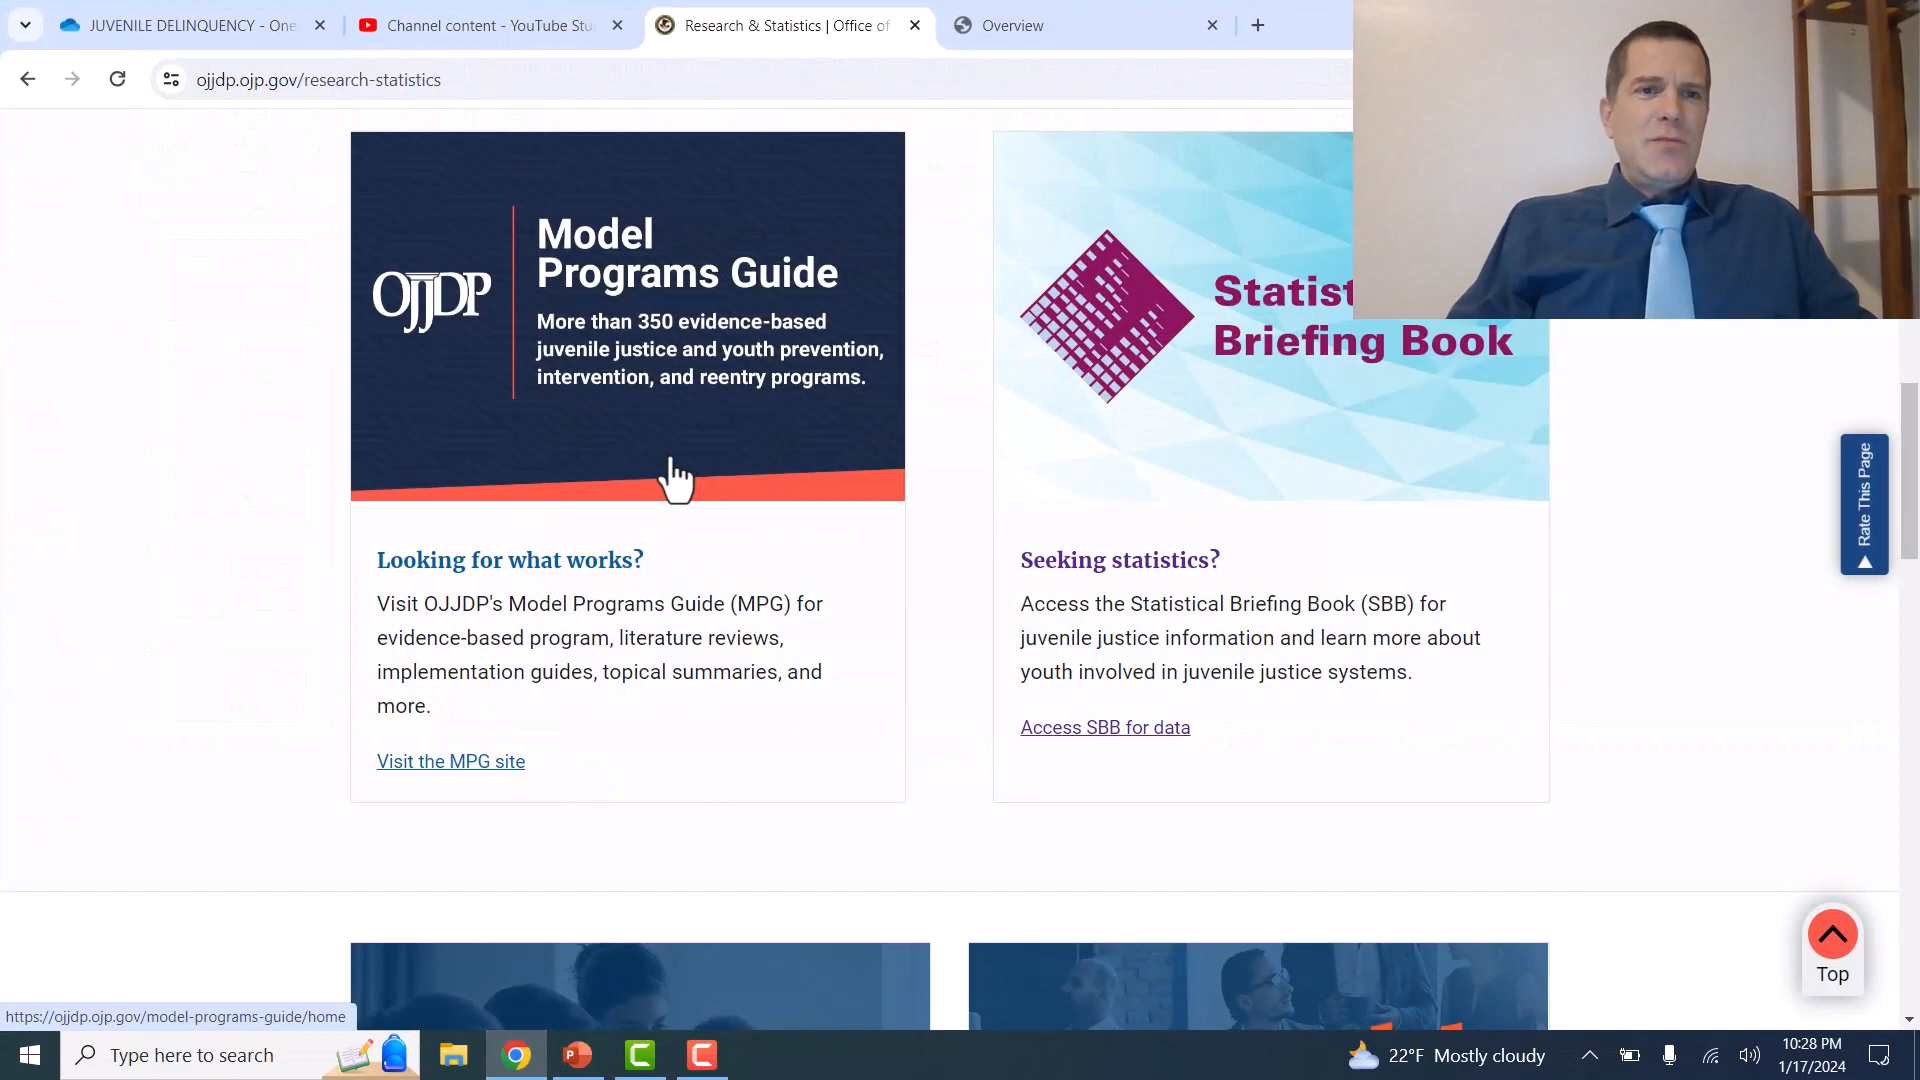 JUVENILE DELINQUENCY - One
Channel content - YouTube Stu
Research & Statistics | Office of
Overview
ojjdp.ojp.gov/research-statistics
OJJDP
Model
Programs Guide
More than 350 evidence-based
juvenile justice and youth prevention,
intervention, and reentry programs.
Statist
Briefing Book
Looking for what works?
Visit OJJDP's Model Programs Guide (MPG) for
evidence-based program, literature reviews,
implementation guides, topical summaries, and
more.
Visit the MPG site
Seeking statistics?
Access the Statistical Briefing Book (SBB) for
juvenile justice information and learn more about
youth involved in juvenile justice systems.
Access SBB for data
Rate This Page
Top
https://ojjdp.ojp.gov/model-programs-guide/home
Type here to search
22°F Mostly cloudy
10:28 PM
1/17/2024